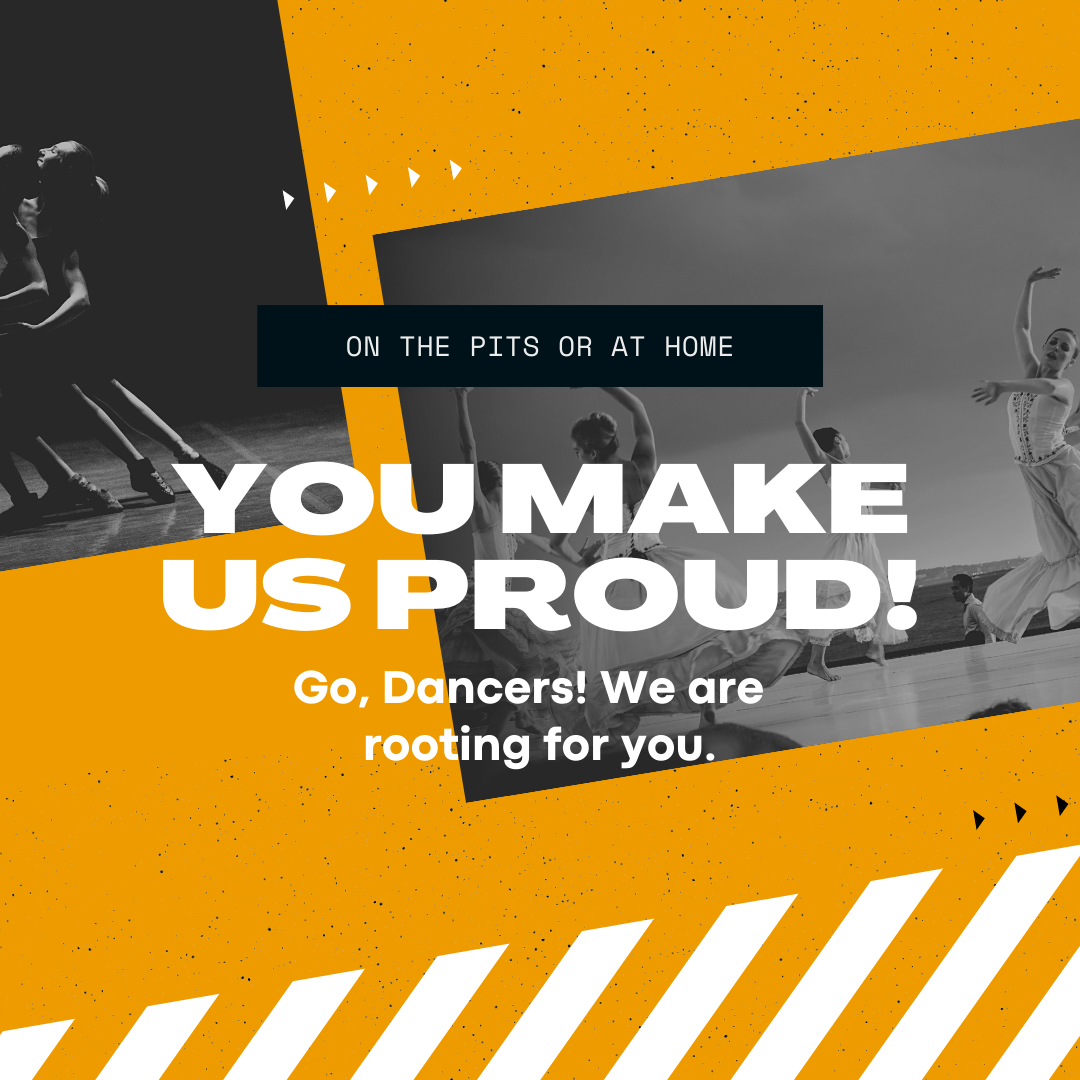 ON THE PITS OR AT HOME
YOU MAKE
US PROUD!
Go, Dancers! We are
rooting for you.